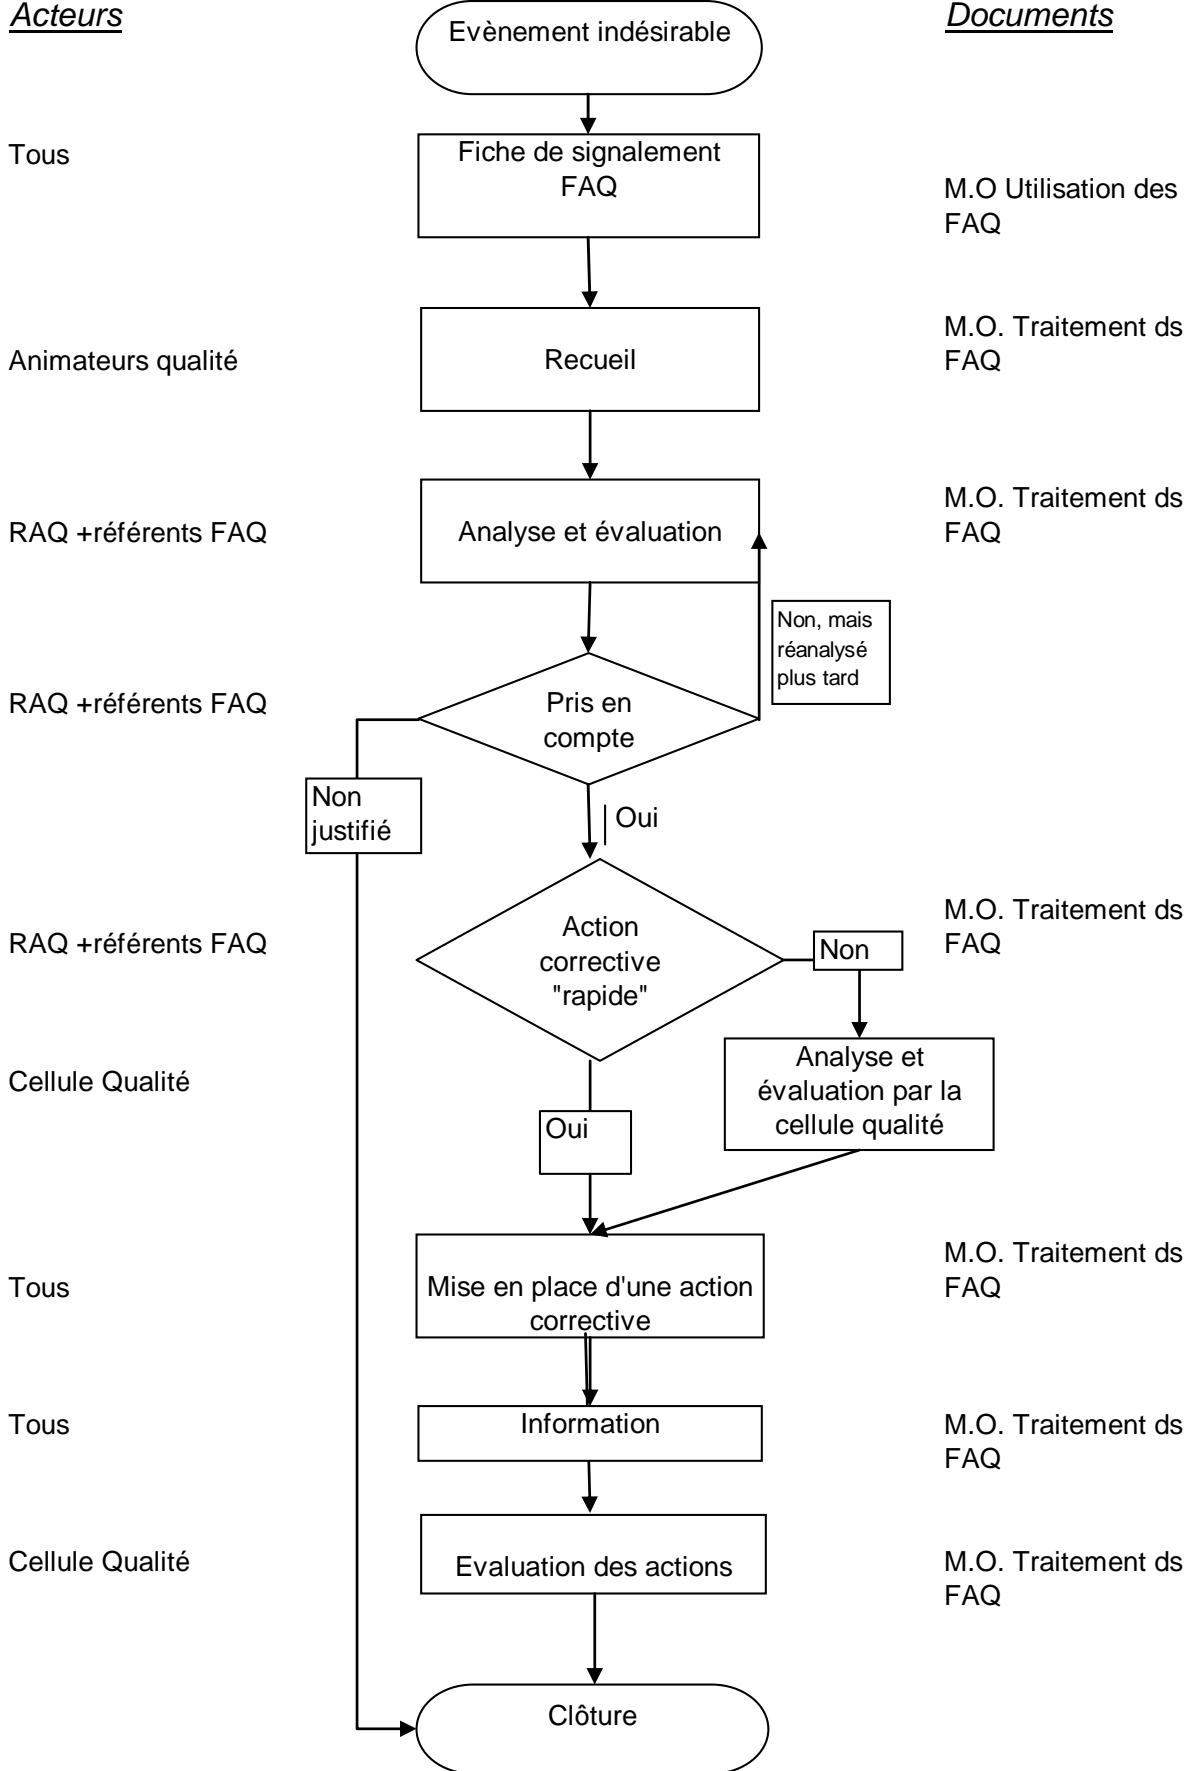 Acteurs
Evènement indésirable
Documents
Tous
Fiche de signalement
FAQ
M.O Utilisation des
FAQ
Animateurs qualité
Recueil
M.O. Traitement ds
FAQ
RAQ +référents FAQ
Analyse et évaluation
M.O. Traitement ds
FAQ
Non, mais
réanalysé
plus tard
RAQ +référents FAQ
Pris en
compte
Non
justifié
Oui
RAQ +référents FAQ
Action
corrective
"rapide"
Non
M.O. Traitement ds
FAQ
Cellule Qualité
Analyse et
évaluation par la
cellule qualité
Oui
Tous
Mise en place d'une action
corrective
M.O. Traitement ds
FAQ
Tous
Information
M.O. Traitement ds
FAQ
Cellule Qualité
Evaluation des actions
M.O. Traitement ds
FAQ
Clôture